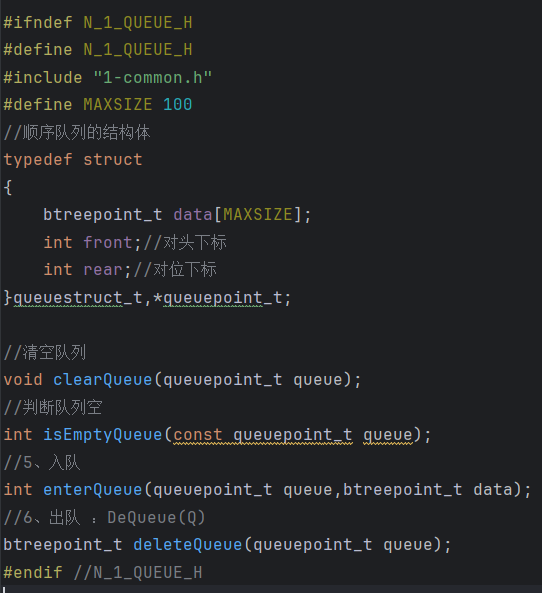 #ifndef N_1_QUEUE_H
#define N_1_QUEUE_H
#include "1-common.h"
#define MAXSIZE 100
//顺序队列的结构体
typedef struct
{
    btreepoint_t data[MAXSIZE];
    int front;//对头下标
    int rear;//对位下标
}queuestruct_t,*queuepoint_t;

//清空队列
void clearQueue(queuepoint_t queue);
//判断队列空
int isEmptyQueue(const queuepoint_t queue);
//5、入队
int enterQueue(queuepoint_t queue,btreepoint_t data);
//6、出队 ：DeQueue(Q)
btreepoint_t deleteQueue(queuepoint_t queue);
#endif //N_1_QUEUE_H